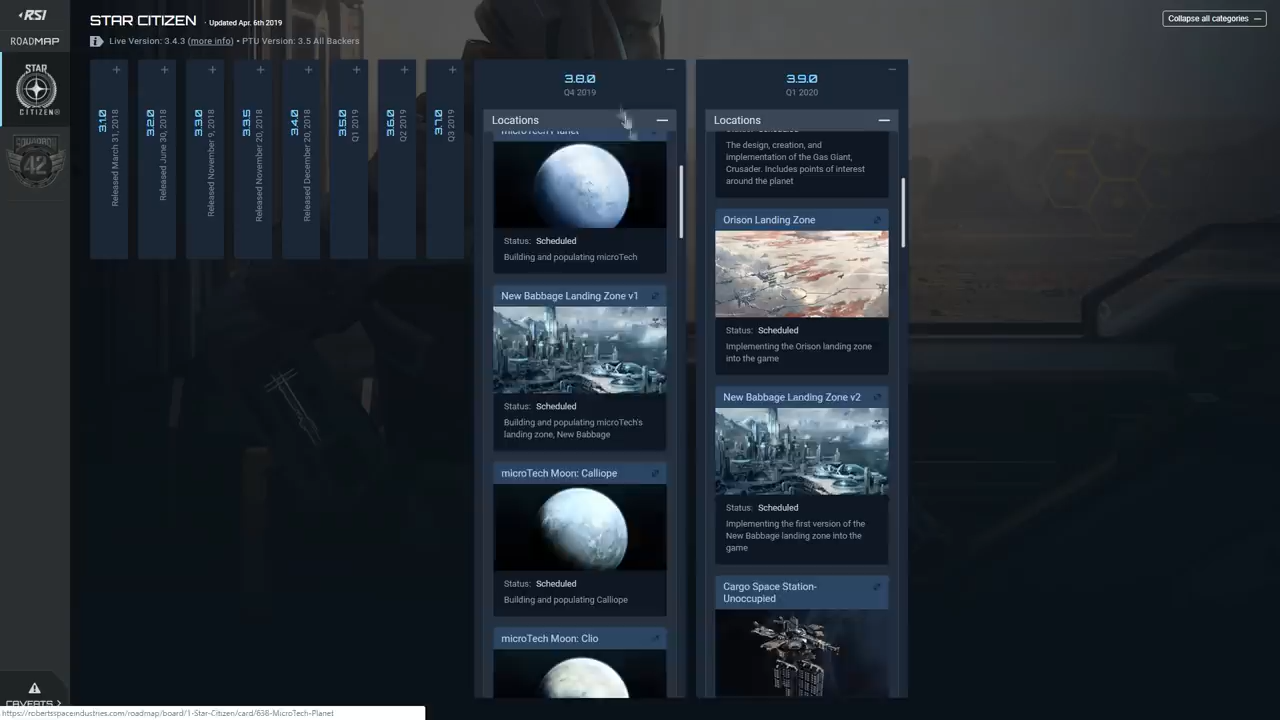 RSI
ROADMAP
STAR CITIZEN
SQUADRON 42
CAVEATS
STAR CITIZEN · Updated Apr. 6th 2019
Live Version: 3.4.3 (more info) • PTU Version: 3.5 All Backers
Collapse all categories
3.1.0 Released March 31, 2018
3.2.0 Released June 30, 2018
3.3.0 Released November 9, 2018
3.3.5 Released November 20, 2018
3.4.0 Released December 20, 2018
3.5.0 Q1 2019
3.6.0 Q2 2019
3.7.0 Q3 2019
3.8.0
Q4 2019
Locations
microTech Planet
Status: Scheduled
Building and populating microTech
New Babbage Landing Zone v1
Status: Scheduled
Building and populating microTech's
landing zone, New Babbage
microTech Moon: Calliope
Status: Scheduled
Building and populating Calliope
microTech Moon: Clio
3.9.0
Q1 2020
Locations
Status: Scheduled
The design, creation, and
implementation of the Gas Giant,
Crusader. Includes points of interest
around the planet
Orison Landing Zone
Status: Scheduled
Implementing the Orison landing zone
into the game
New Babbage Landing Zone v2
Status: Scheduled
Implementing the first version of the
New Babbage landing zone into the
game
Cargo Space Station-
Unoccupied
https://robertsspaceindustries.com/roadmap/board/1-Star-Citizen/card/638-MicroTech-Planet